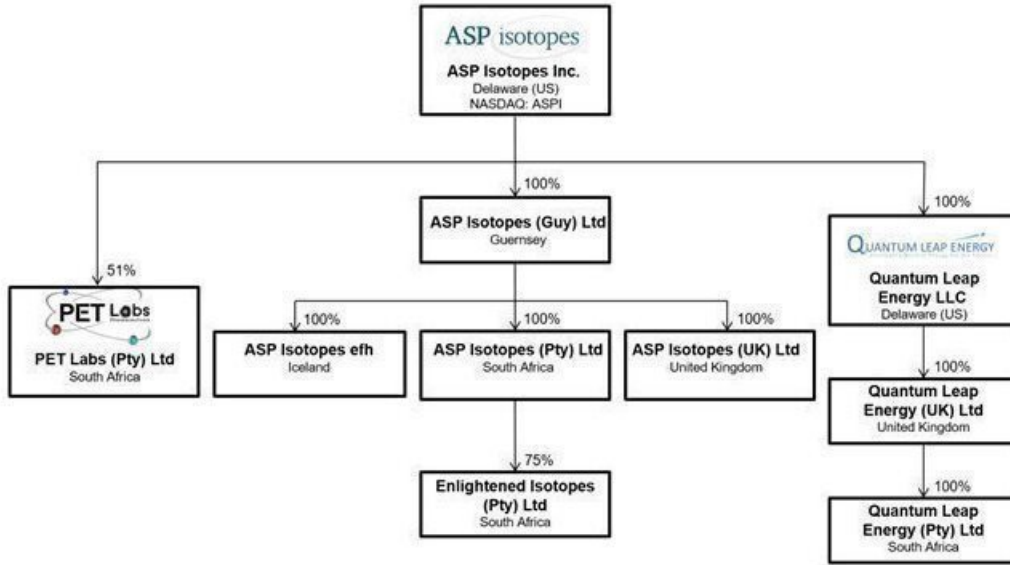 ASP isotopes
ASP Isotopes Inc.
Delaware (US)
NASDAQ: ASPI
100%
ASP Isotopes (Guy) Ltd
Guernsey
100%
QUANTUM LEAP ENERGY
Quantum Leap
Energy LLC
Delaware (US)
51%
PET Labs
PET Labs (Pty) Ltd
South Africa
100%
ASP Isotopes efh
Iceland
100%
ASP Isotopes (Pty) Ltd
South Africa
100%
ASP Isotopes (UK) Ltd
United Kingdom
100%
Quantum Leap
Energy (UK) Ltd
United Kingdom
75%
Enlightened Isotopes
(Pty) Ltd
South Africa
100%
Quantum Leap
Energy (Pty) Ltd
South Africa